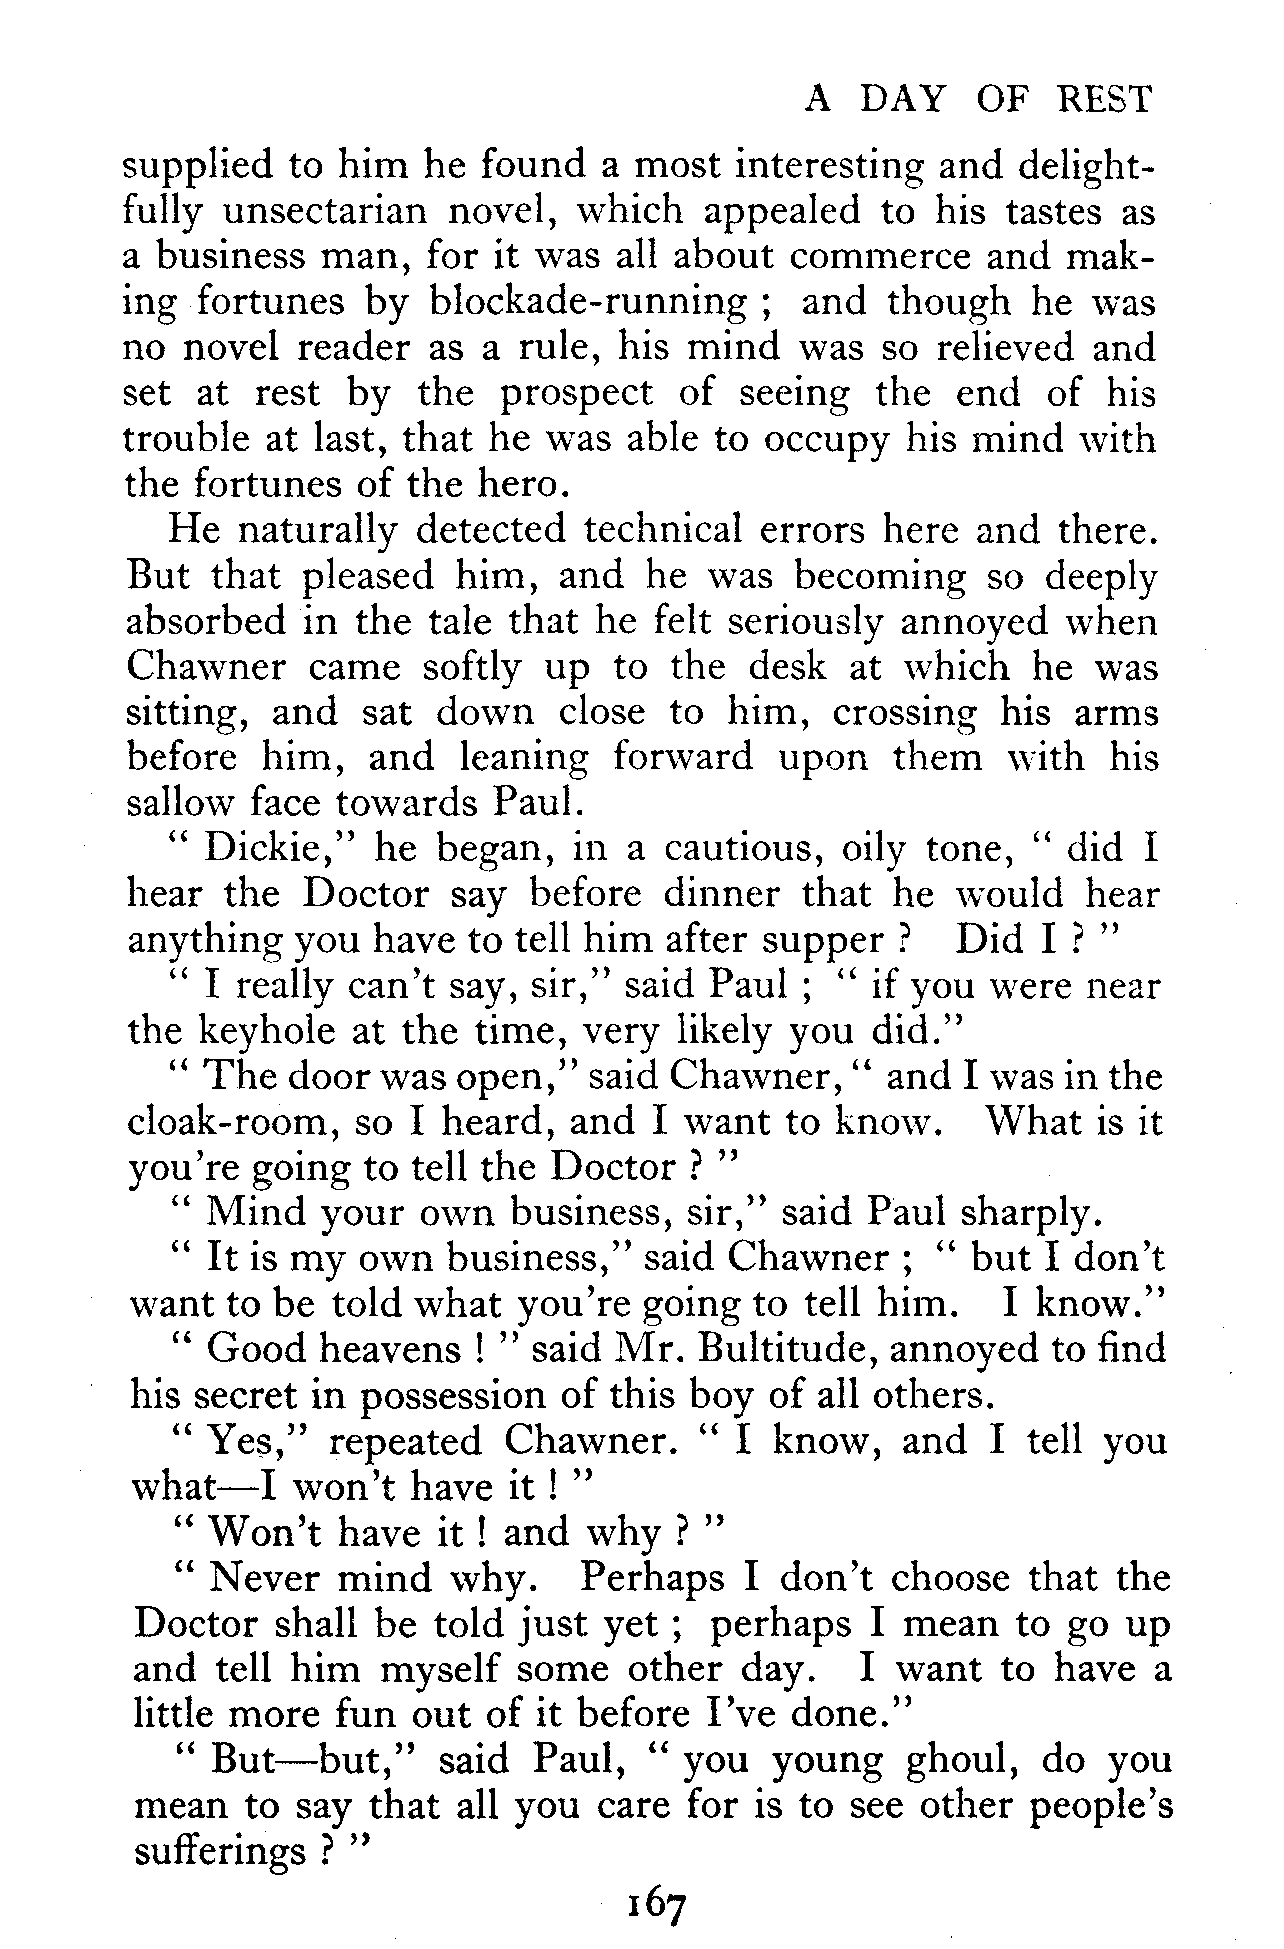 A DAY OF REST
supplied to him he found a most interesting and delight-
fully unsectarian novel, which appealed to his tastes as
a business man, for it was all about commerce and mak-
ing fortunes by blockade-running ; and though he was
no novel reader as a rule, his mind was so relieved and
set at rest by the prospect of seeing the end of his
trouble at last, that he was able to occupy his mind with
the fortunes of the hero.
He naturally detected technical errors here and there.
But that pleased him, and he was becoming so deeply
absorbed in the tale that he felt seriously annoyed when
Chawner came softly up to the desk at which he was
sitting, and sat down close to him, crossing his arms
before him, and leaning forward upon them with his
sallow face towards Paul.
“ Dickie,” he began, in a cautious, oily tone, “ did I
hear the Doctor say before dinner that he would hear
anything you have to tell him after supper ? Did I ? ”
“ I really can’t say, sir,” said Paul ; “ if you were near
the keyhole at the time, very likely you did.”
“ The door was open,” said Chawner, “ and I was in the
cloak-room, so I heard, and I want to know. What is it
you’re going to tell the Doctor ? ”
“ Mind your own business, sir,” said Paul sharply.
“ It is my own business,” said Chawner ; “ but I don’t
want to be told what you’re going to tell him. I know.”
“ Good heavens ! ” said Mr. Bultitude, annoyed to find
his secret in possession of this boy of all others.
“ Yes,” repeated Chawner. “ I know, and I tell you
what—I won’t have it ! ”
“ Won’t have it ! and why ? ”
“ Never mind why. Perhaps I don’t choose that the
Doctor shall be told just yet ; perhaps I mean to go up
and tell him myself some other day. I want to have a
little more fun out of it before I’ve done.”
“ But—but,” said Paul, “ you young ghoul, do you
mean to say that all you care for is to see other people’s
sufferings ? ”
167